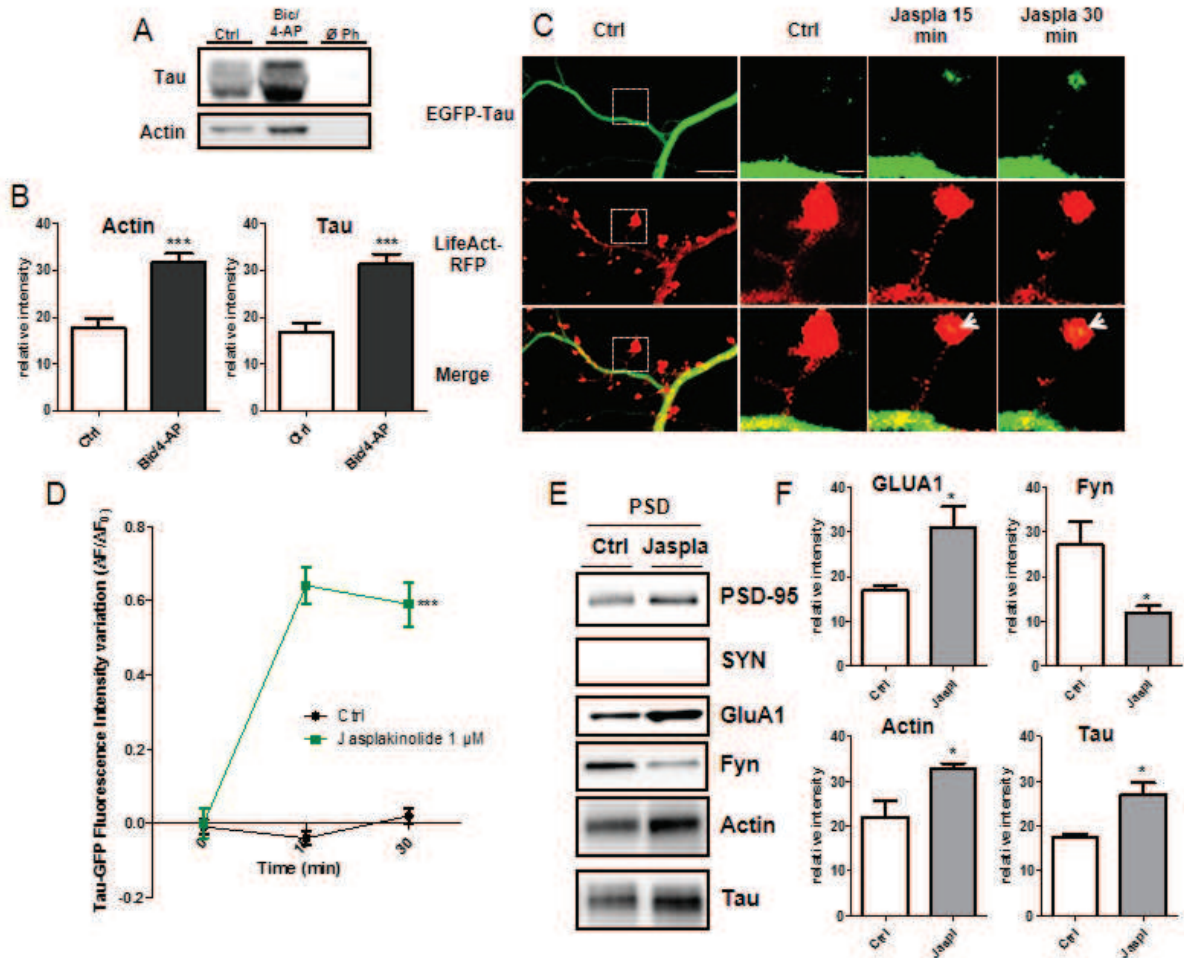 A
Ctrl
Bic/
4-AP
Ø Ph
Tau
Actin
B
Actin
relative intensity
40
30
20
10
0
***
Ctrl
Bic/4-AP
Tau
relative intensity
40
30
20
10
0
***
Ctrl
Bic/4-AP
C
Ctrl
Ctrl
Jaspla 15
min
Jaspla 30
min
EGFP-Tau
LifeAct-
RFP
Merge
D
Tau-GFP Fluorescence Intensity variation (ΔF/ΔF0)
0.8
0.6
0.4
0.2
0.0
-0.2
***
Ctrl
Jasplakinolide 1 µM
0
30
Time (min)
E
PSD
Ctrl
Jaspla
PSD-95
SYN
GluA1
Fyn
Actin
Tau
F
GLUA1
relative intensity
40
30
20
10
0
*
Ctrl
Jaspl
Fyn
relative intensity
40
30
20
10
0
*
Ctrl
Jaspl
Actin
relative intensity
40
30
20
10
0
*
Ctrl
Jaspl
Tau
relative intensity
40
30
20
10
0
*
Ctrl
Jaspl